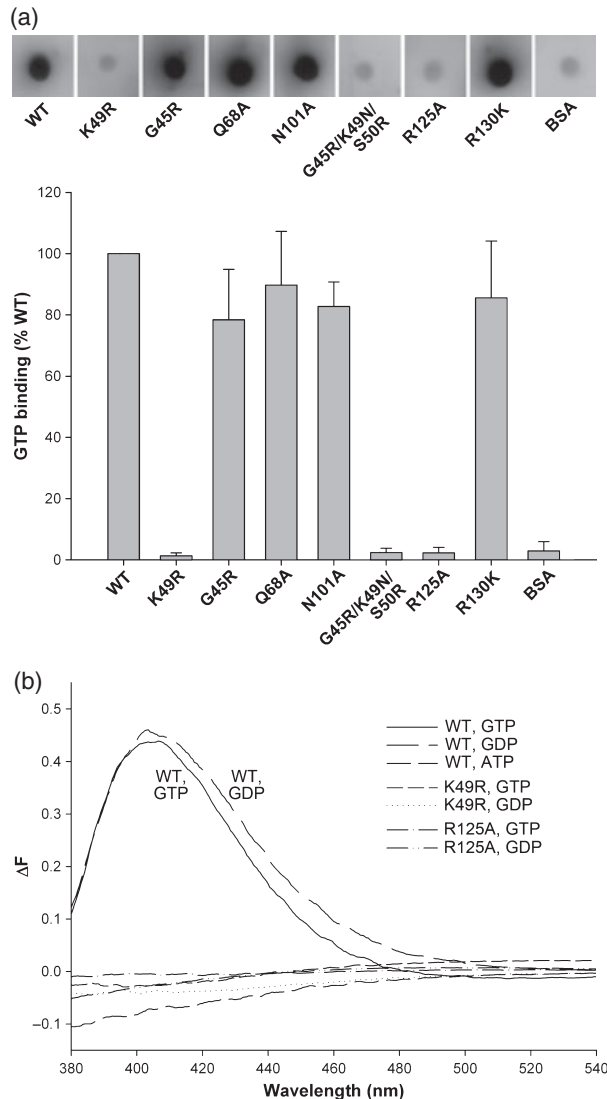 (a)
WT
K49R
G45R
Q68A
N101A
G45R/K49N/
S50R
R125A
R130K
BSA
120
100
80
60
40
20
0
GTP binding (% WT)
WT
K49R
G45R
Q68A
N101A
G45R/K49N/
S50R
R125A
R130K
BSA
(b)
0.5
0.4
0.3
0.2
0.1
0.0
–0.1
ΔF
WT,
GTP
WT,
GDP
WT, GTP
WT, GDP
WT, ATP
K49R, GTP
K49R, GDP
R125A, GTP
R125A, GDP
380 400 420 440 460 480 500 520 540
Wavelength (nm)